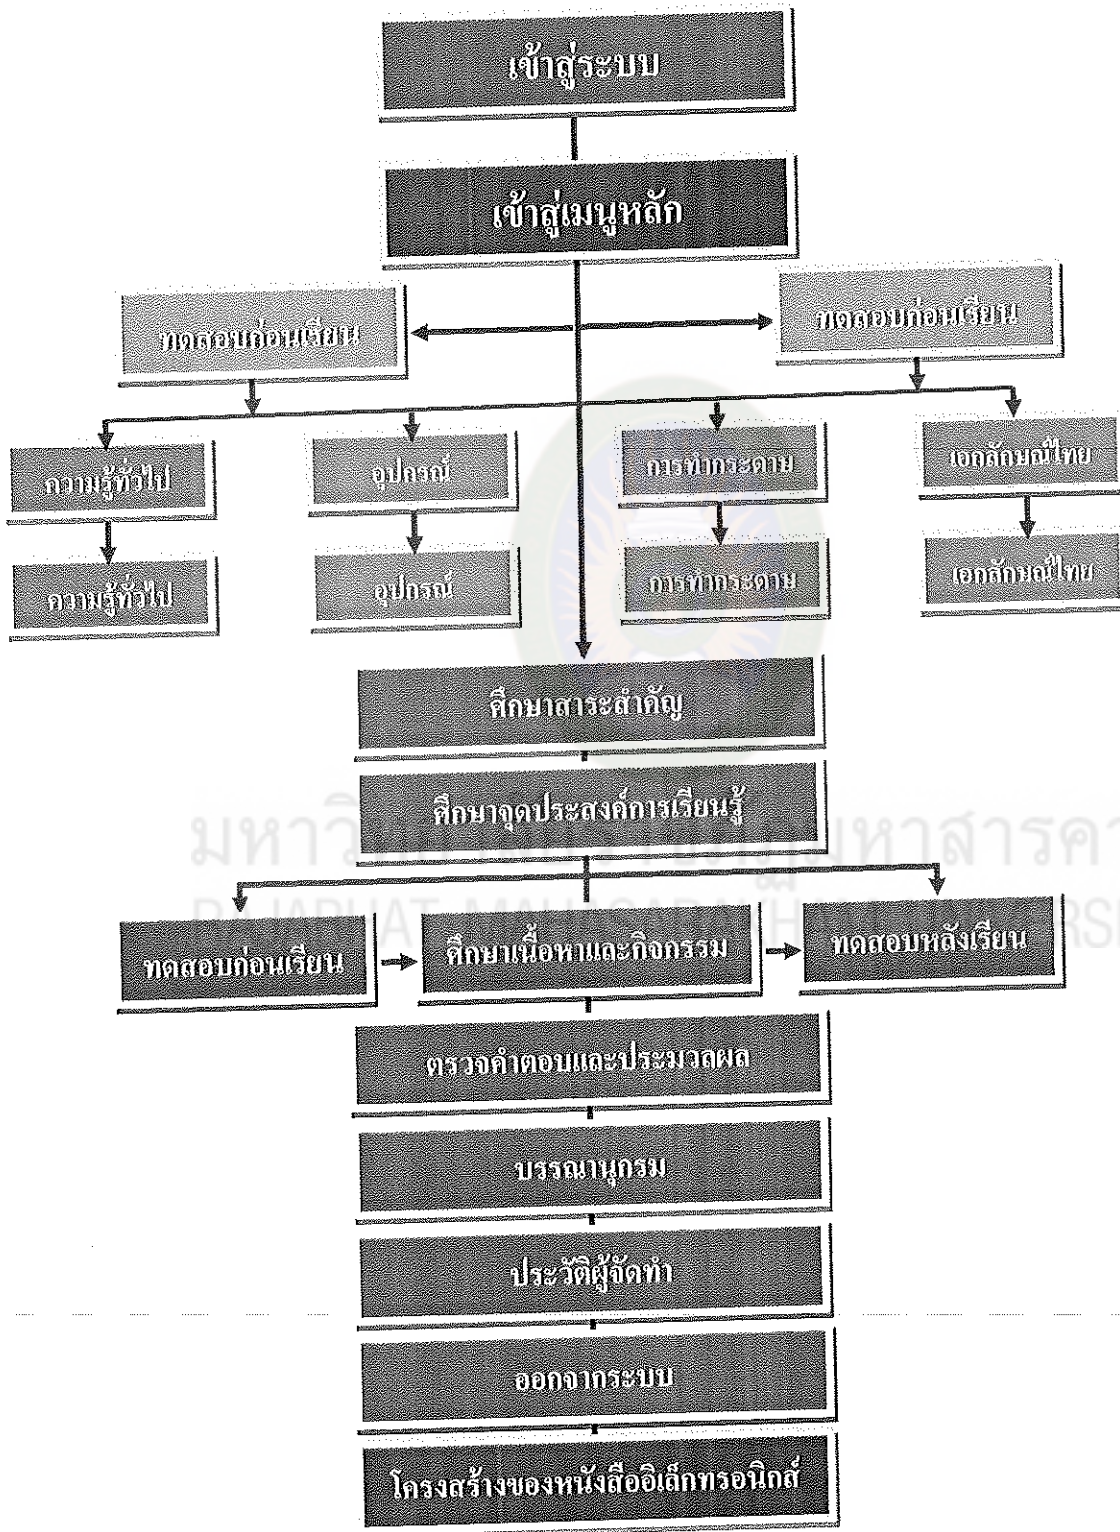 เข้าสู่ระบบ
เข้าสู่เมนูหลัก
ทดสอบก่อนเรียน
ทดสอบก่อนเรียน
ความรู้ทั่วไป
อุปกรณ์
การทำกระดาษ
เอกลักษณ์ไทย
ความรู้ทั่วไป
อุปกรณ์
การทำกระดาษ
เอกลักษณ์ไทย
ศึกษาสาระสำคัญ
ศึกษาจุดประสงค์การเรียนรู้
ทดสอบก่อนเรียน
ศึกษาเนื้อหาและกิจกรรม
ทดสอบหลังเรียน
ตรวจคำตอบและประมวลผล
บรรณานุกรม
ประวัติผู้จัดทำ
ออกจากระบบ
โครงสร้างของหนังสืออิเล็กทรอนิกส์